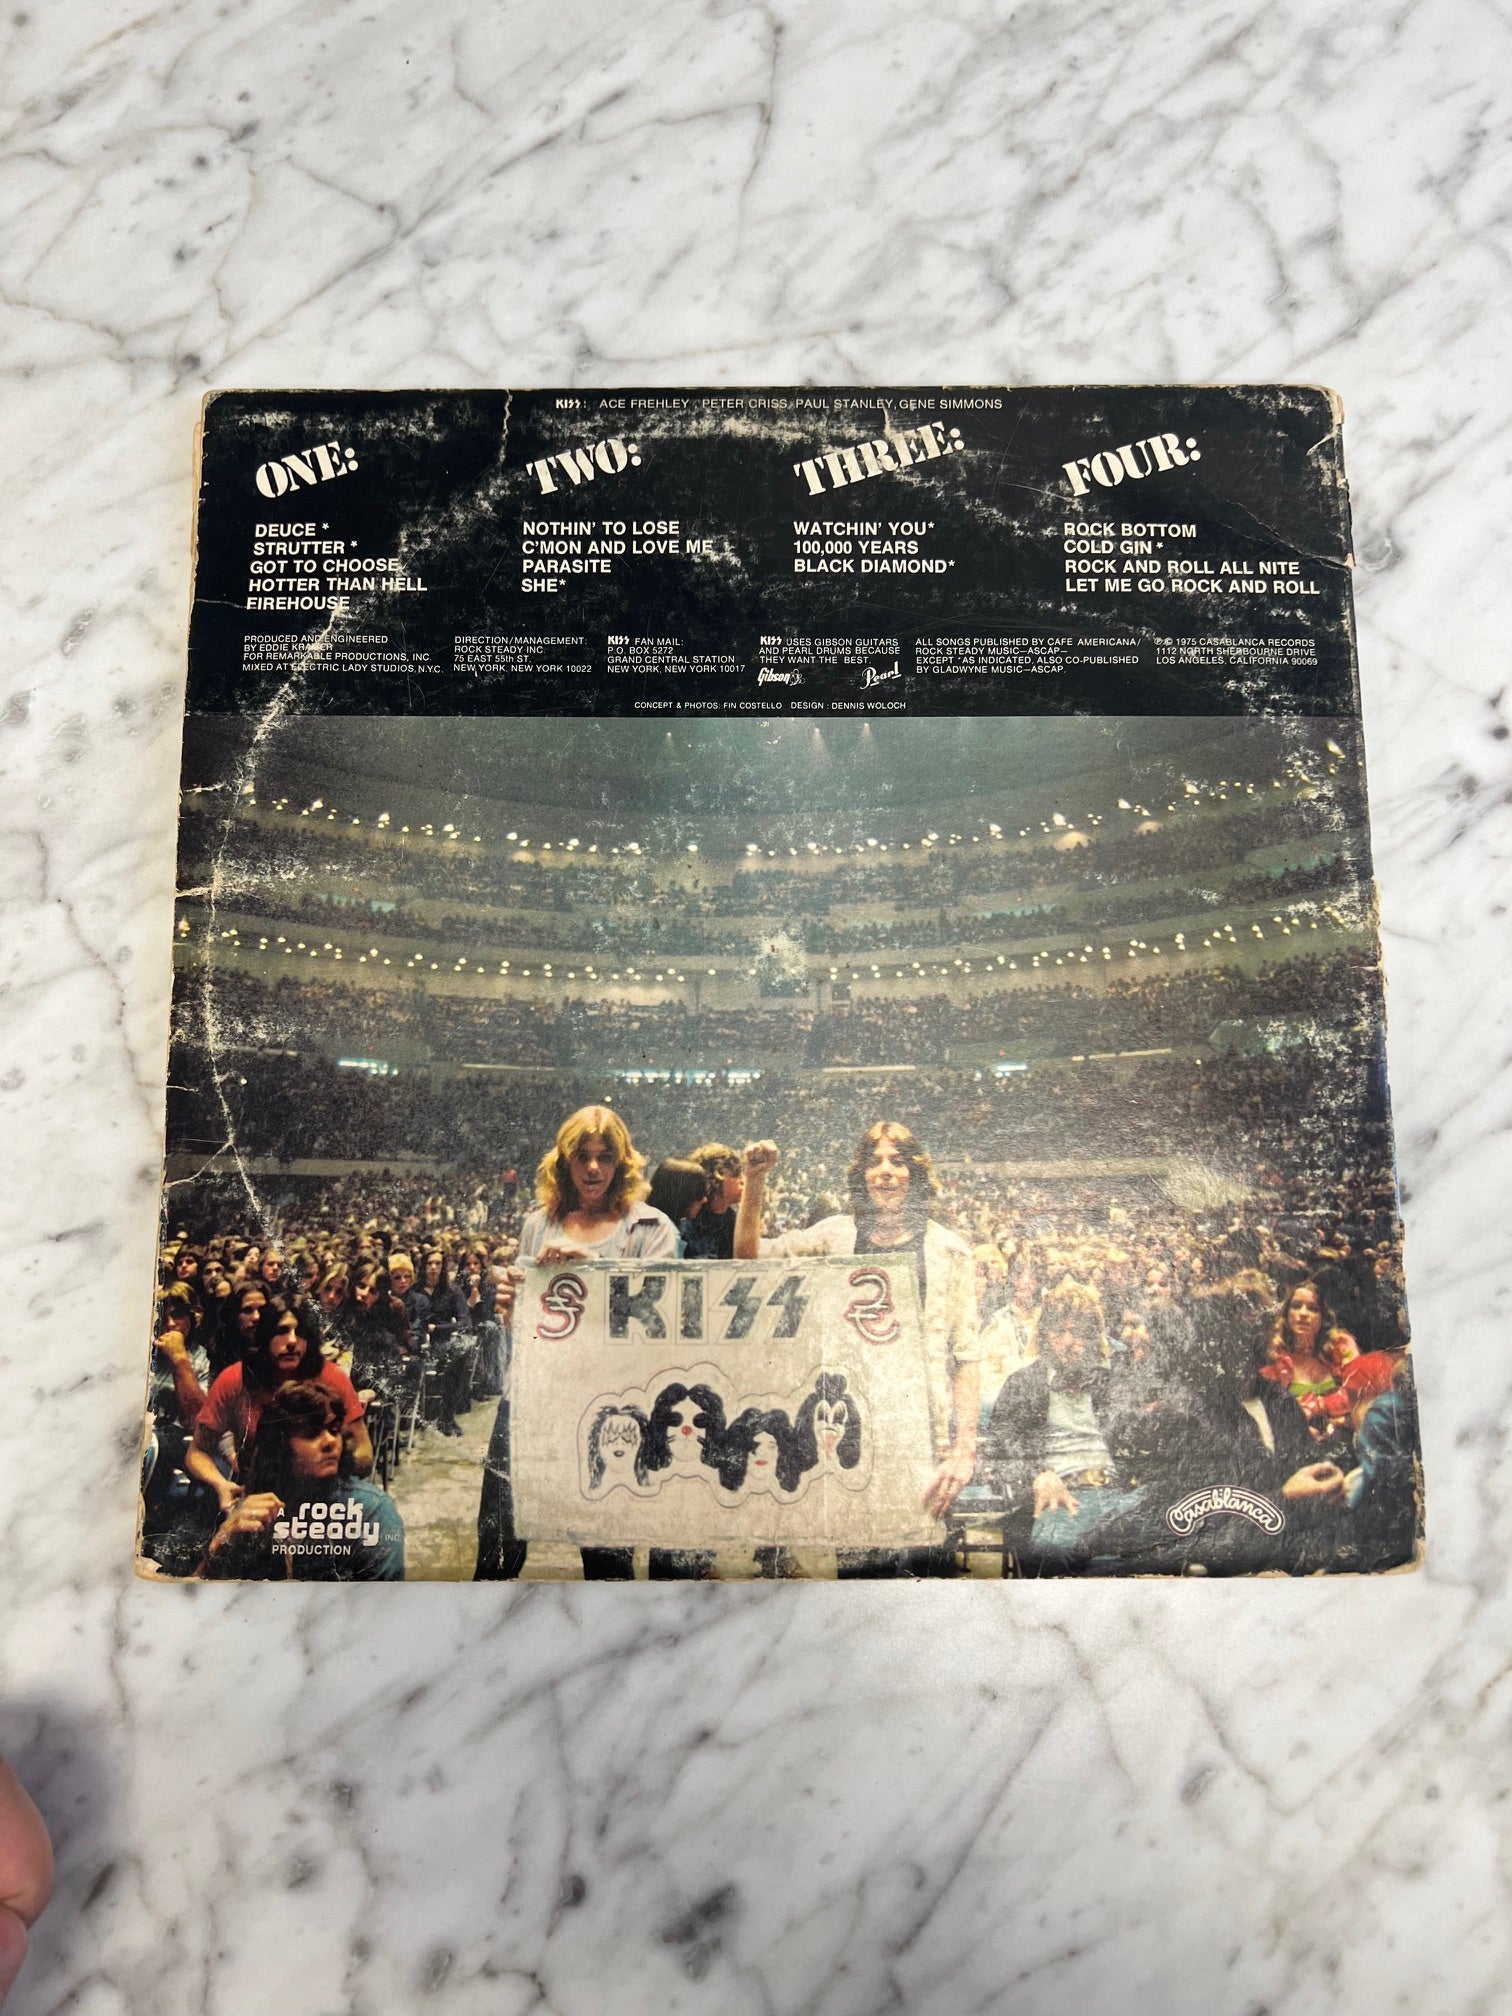 KISS: ACE FREHLEY, PETER CRISS, PAUL STANLEY, GENE SIMMONS
ONE:
DEUCE *
STRUTTER *
GOT TO CHOOSE
HOTTER THAN HELL
FIREHOUSE
TWO:
NOTHIN' TO LOSE
C'MON AND LOVE ME
PARASITE
SHE*
THREE:
WATCHIN' YOU*
100,000 YEARS
BLACK DIAMOND*
FOUR:
ROCK BOTTOM
COLD GIN *
ROCK AND ROLL ALL NITE
LET ME GO ROCK AND ROLL
PRODUCED AND ENGINEERED
BY EDDIE KRAMER
FOR REMARKABLE PRODUCTIONS, INC.
MIXED AT ELECTRIC LADY STUDIOS, N.Y.C.
DIRECTION/MANAGEMENT:
ROCK STEADY INC.
75 EAST 55th ST.
NEW YORK, NEW YORK 10022
KISS FAN MAIL:
P.O. BOX 5272
GRAND CENTRAL STATION
NEW YORK, NEW YORK 10017
KISS USES GIBSON GUITARS
AND PEARL DRUMS BECAUSE
THEY WANT THE BEST.
Gibson Pearl
ALL SONGS PUBLISHED BY CAFE AMERICANA/
ROCK STEADY MUSIC—ASCAP—
EXCEPT *AS INDICATED, ALSO CO-PUBLISHED
BY GLADWYNE MUSIC—ASCAP.
℗ © 1975 CASABLANCA RECORDS
1112 NORTH SHERBOURNE DRIVE
LOS ANGELES, CALIFORNIA 90069
CONCEPT & PHOTOS: FIN COSTELLO DESIGN: DENNIS WOLOCH
KISS
A rock
steady INC.
PRODUCTION
Casablanca